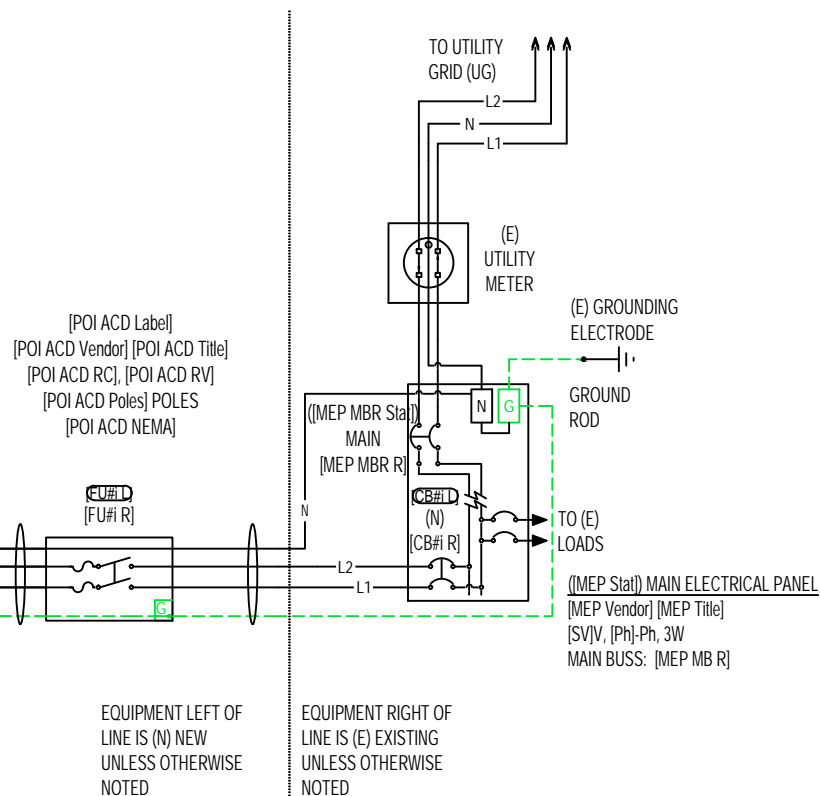 TO UTILITY
GRID (UG)
L2
N
L1
(E)
UTILITY
METER
(E) GROUNDING
ELECTRODE
GROUND
ROD
[POI ACD Label]
[POI ACD Vendor] [POI ACD Title]
[POI ACD RC], [POI ACD RV]
[POI ACD Poles] POLES
[POI ACD NEMA]
N
G
([MEP MBR Stat])
MAIN
[MEP MBR R]
[FU#i L]
[FU#i R]
N
[CB#i L]
(N)
[CB#i R]
TO (E)
LOADS
L2
L1
G
([MEP Stat]) MAIN ELECTRICAL PANEL
[MEP Vendor] [MEP Title]
[SV]V, [Ph]-Ph, 3W
MAIN BUSS: [MEP MB R]
EQUIPMENT LEFT OF
LINE IS (N) NEW
UNLESS OTHERWISE
NOTED
EQUIPMENT RIGHT OF
LINE IS (E) EXISTING
UNLESS OTHERWISE
NOTED